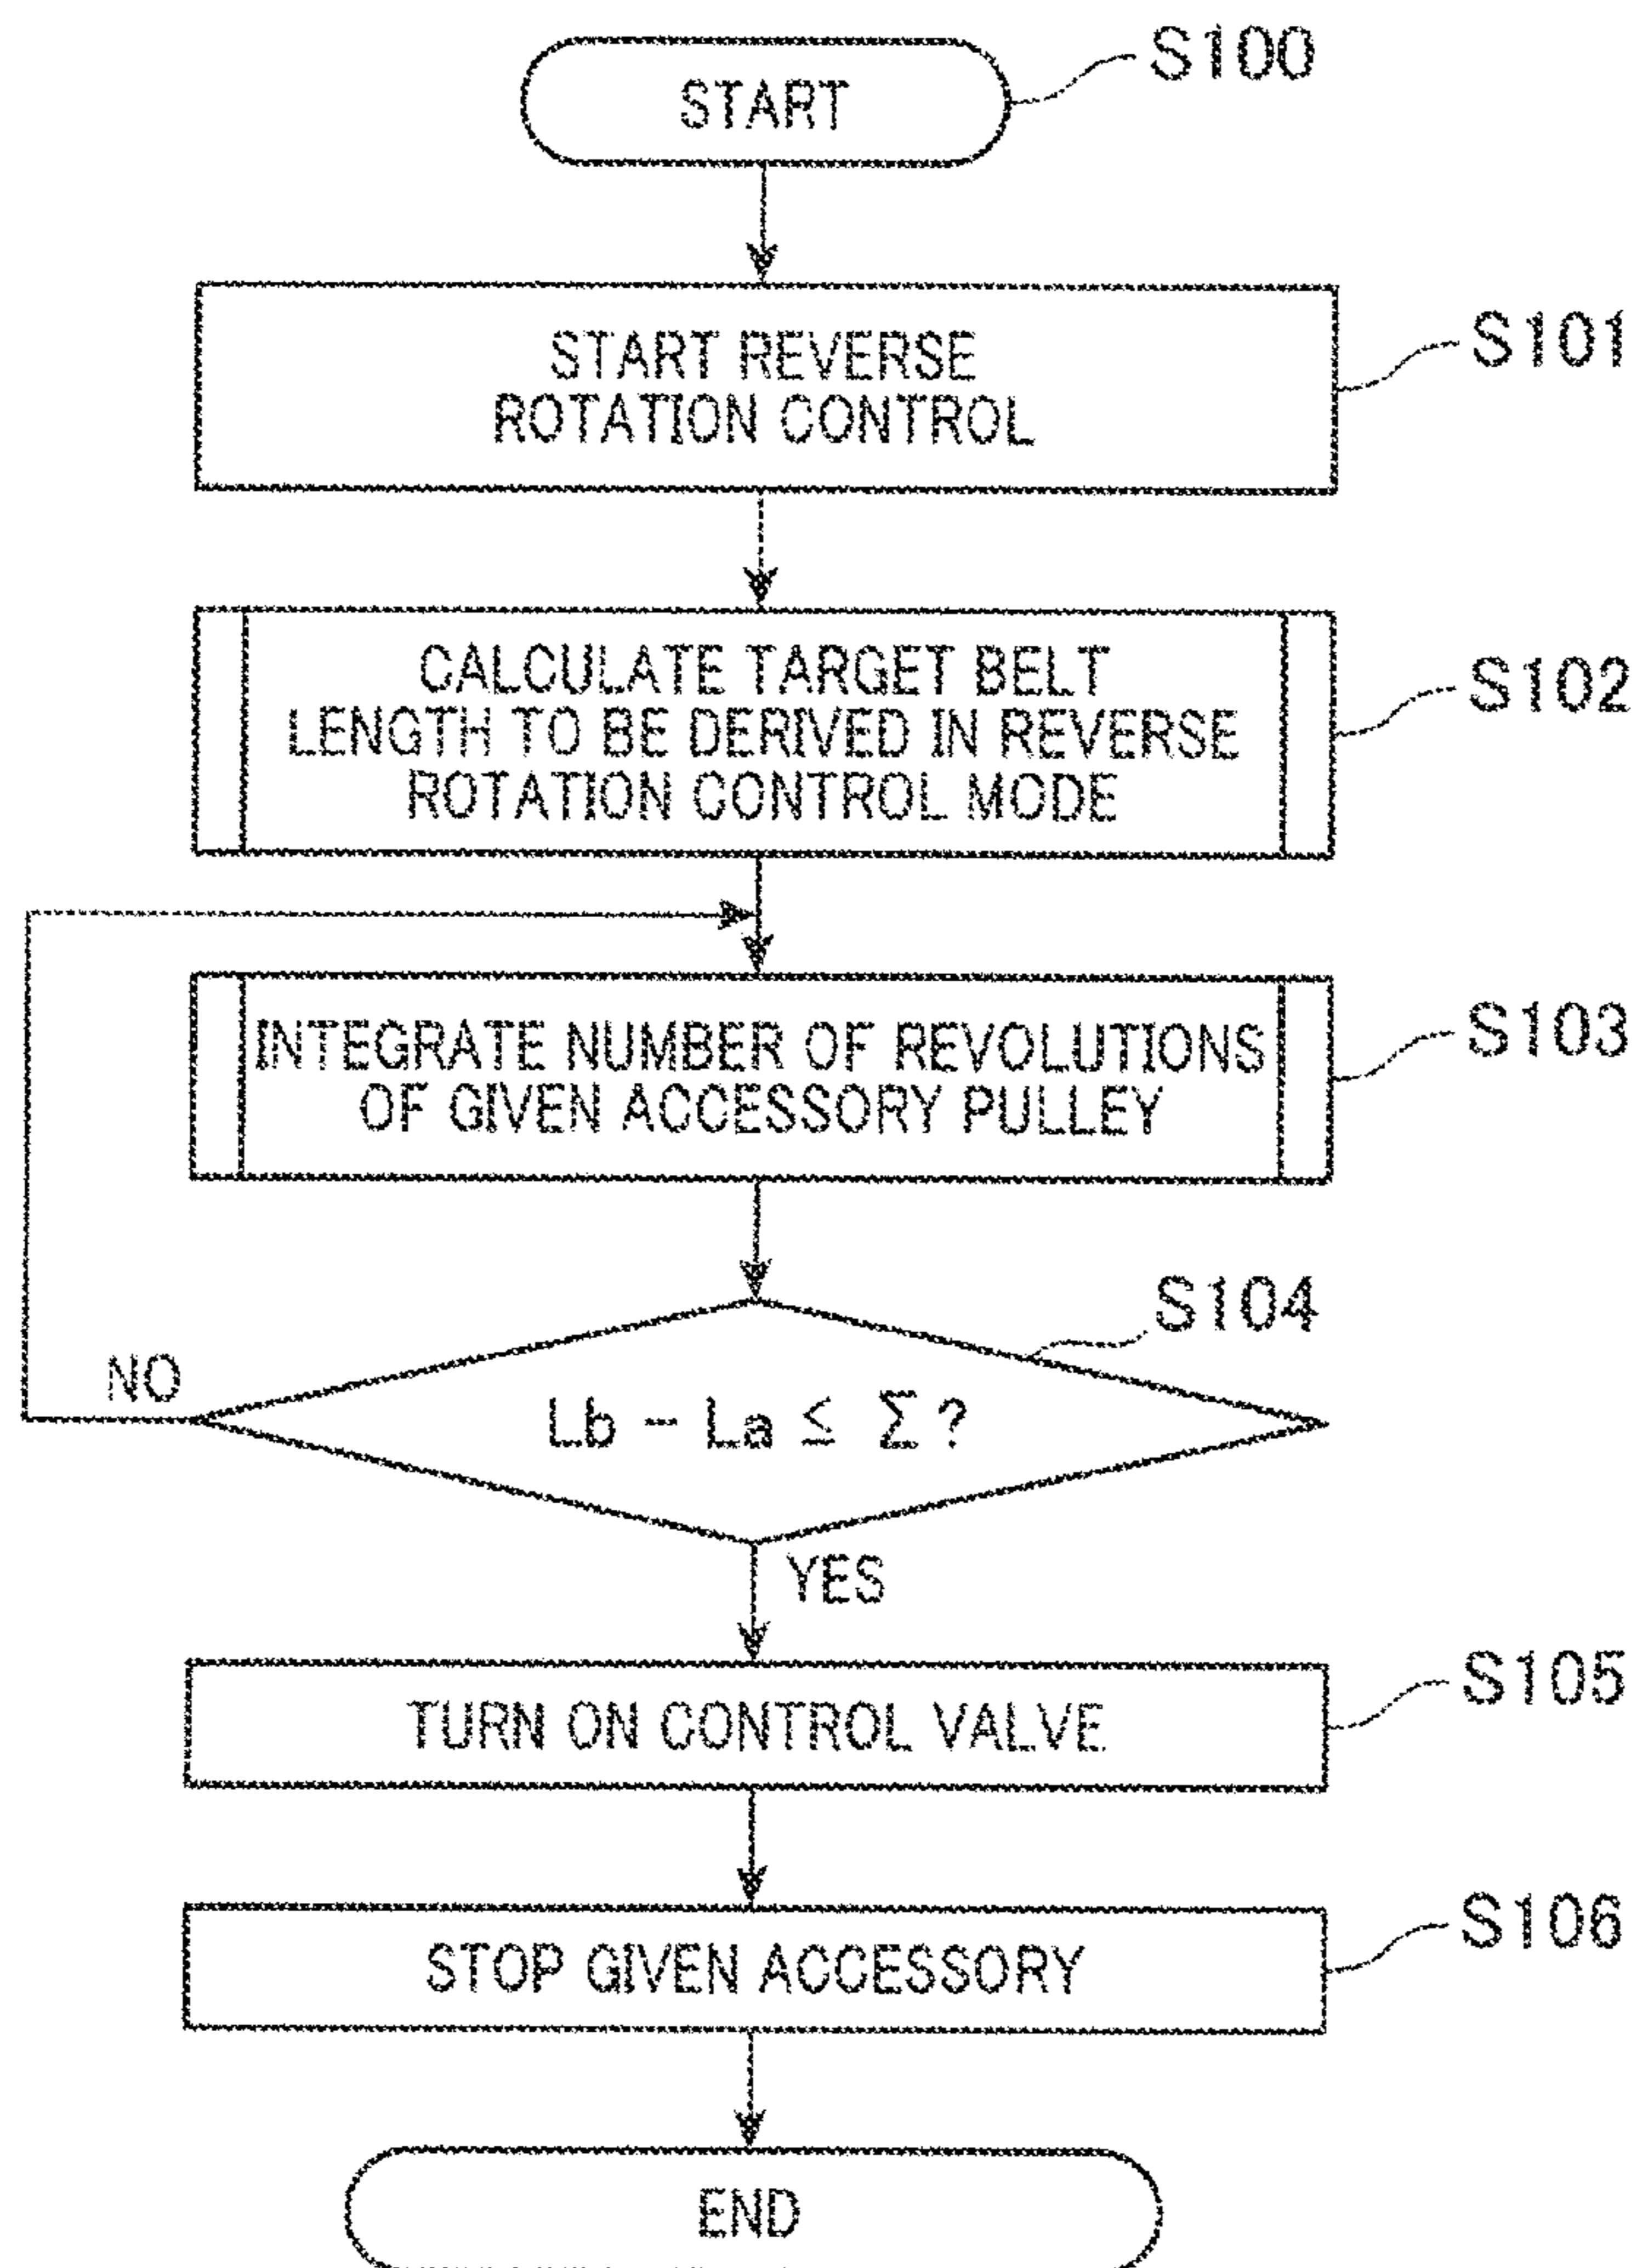 START
S100
START REVERSE
ROTATION CONTROL
S101
CALCULATE TARGET BELT
LENGTH TO BE DERIVED IN REVERSE
ROTATION CONTROL MODE
S102
INTEGRATE NUMBER OF REVOLUTIONS
OF GIVEN ACCESSORY PULLEY
S103
S104
NO
Lb - La ≤ Σ ?
YES
TURN ON CONTROL VALVE
S105
STOP GIVEN ACCESSORY
S106
END